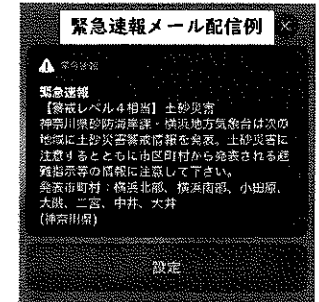 緊急速報メール配信例
緊急速報
緊急速報
【警戒レベル4相当】土砂災害
神奈川県砂防海岸課・横浜地方気象台は次の
地域に土砂災害警戒情報を発表。土砂災害に
注意するとともに市区町村から発表される避
難指示等の情報に注意して下さい。
発表市町村:横浜北部、横浜南部、小田原、
大磯、二宮、中井、大井
(神奈川県)
設定